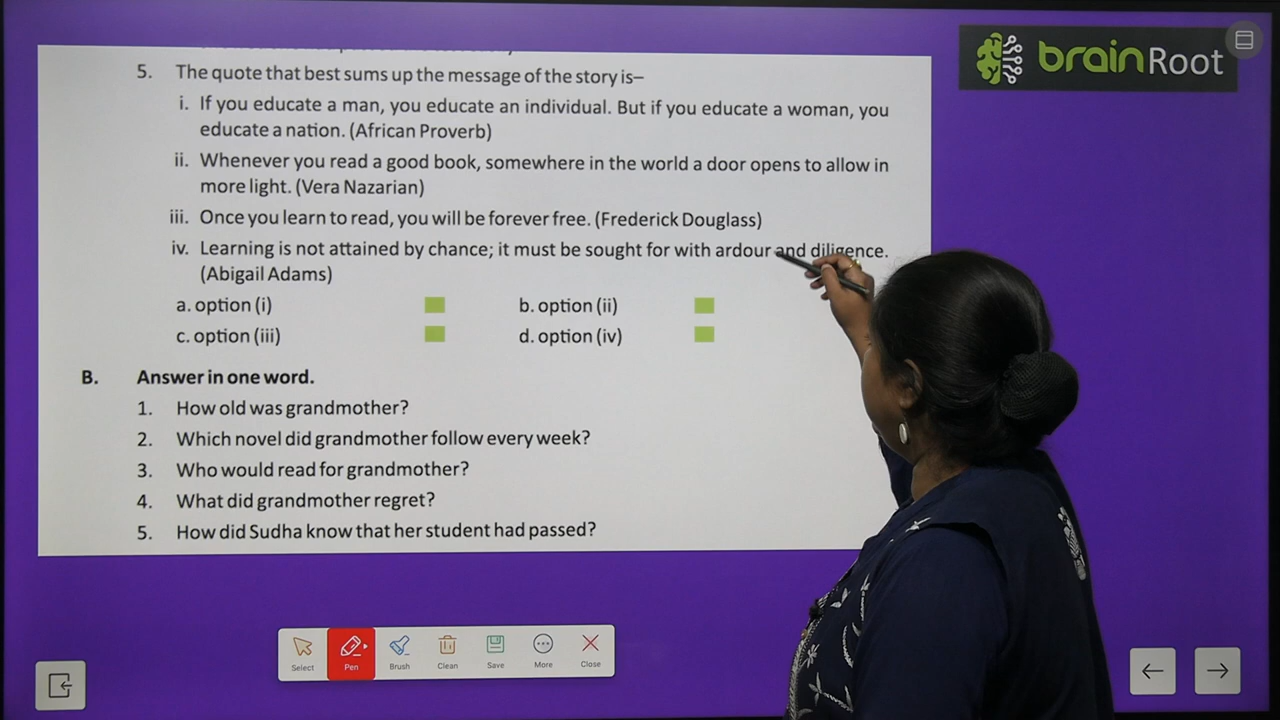 brainRoot
5. The quote that best sums up the message of the story is–
i. If you educate a man, you educate an individual. But if you educate a woman, you
educate a nation. (African Proverb)
ii. Whenever you read a good book, somewhere in the world a door opens to allow in
more light. (Vera Nazarian)
iii. Once you learn to read, you will be forever free. (Frederick Douglass)
iv. Learning is not attained by chance; it must be sought for with ardour and diligence.
(Abigail Adams)
a. option (i) b. option (ii)
c. option (iii) d. option (iv)
B. Answer in one word.
1. How old was grandmother?
2. Which novel did grandmother follow every week?
3. Who would read for grandmother?
4. What did grandmother regret?
5. How did Sudha know that her student had passed?
Select Pen Brush Clean Save More Close